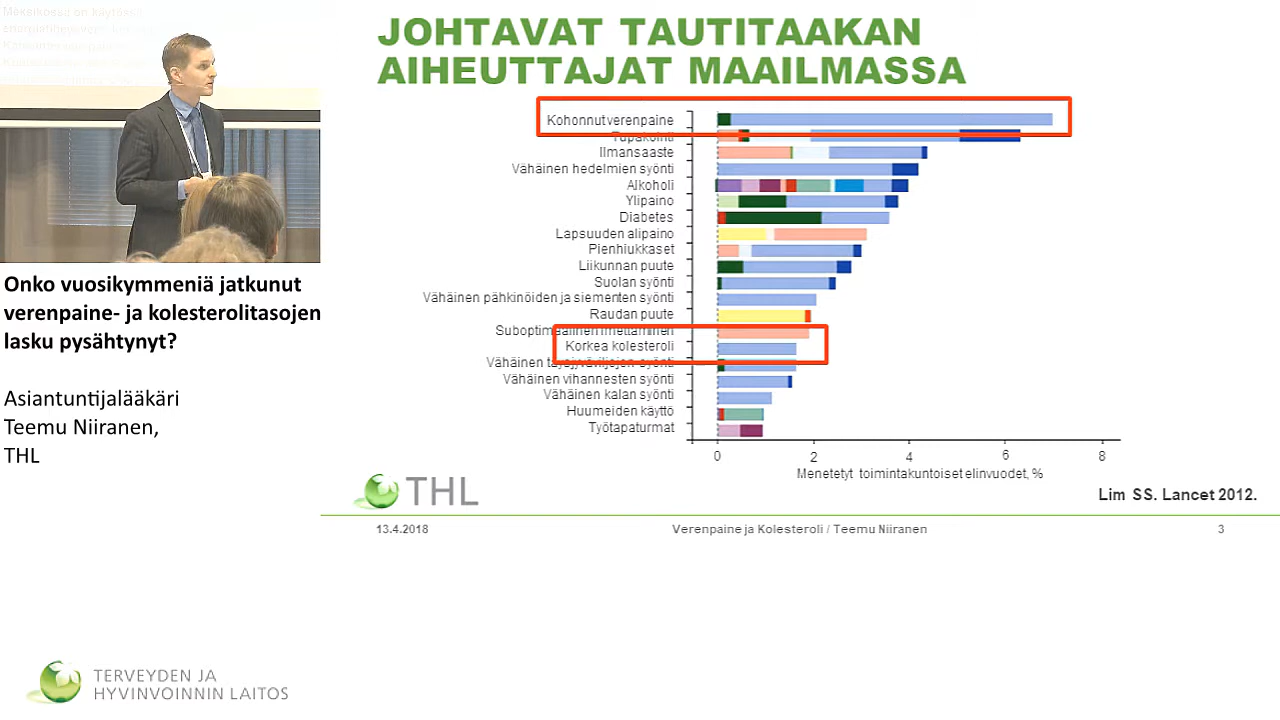 JOHTAVAT TAUTITAAKAN
AIHEUTTAJAT MAAILMASSA
Kohonnut verenpaine
Tupakointi
Ilmansaaste
Vähäinen hedelmien syönti
Alkoholi
Ylipaino
Diabetes
Lapsuuden alipaino
Pienhiukkaset
Liikunnan puute
Suolan syönti
Vähäinen pähkinöiden ja siementen syönti
Raudan puute
Suboptimaalinen imettäminen
Korkea kolesteroli
Vähäinen täysjyväviljojen syönti
Vähäinen vihannesten syönti
Vähäinen kalan syönti
Huumeiden käyttö
Työtapaturmat
0 2 4 6 8
Menetetyt toimintakuntoiset elinvuodet, %
THL
Lim SS. Lancet 2012.
13.4.2018 Verenpaine ja Kolesteroli / Teemu Niiranen 3
Onko vuosikymmeniä jatkunut
verenpaine- ja kolesterolitasojen
lasku pysähtynyt?
Asiantuntijalääkäri
Teemu Niiranen,
THL
TERVEYDEN JA
HYVINVOINNIN LAITOS